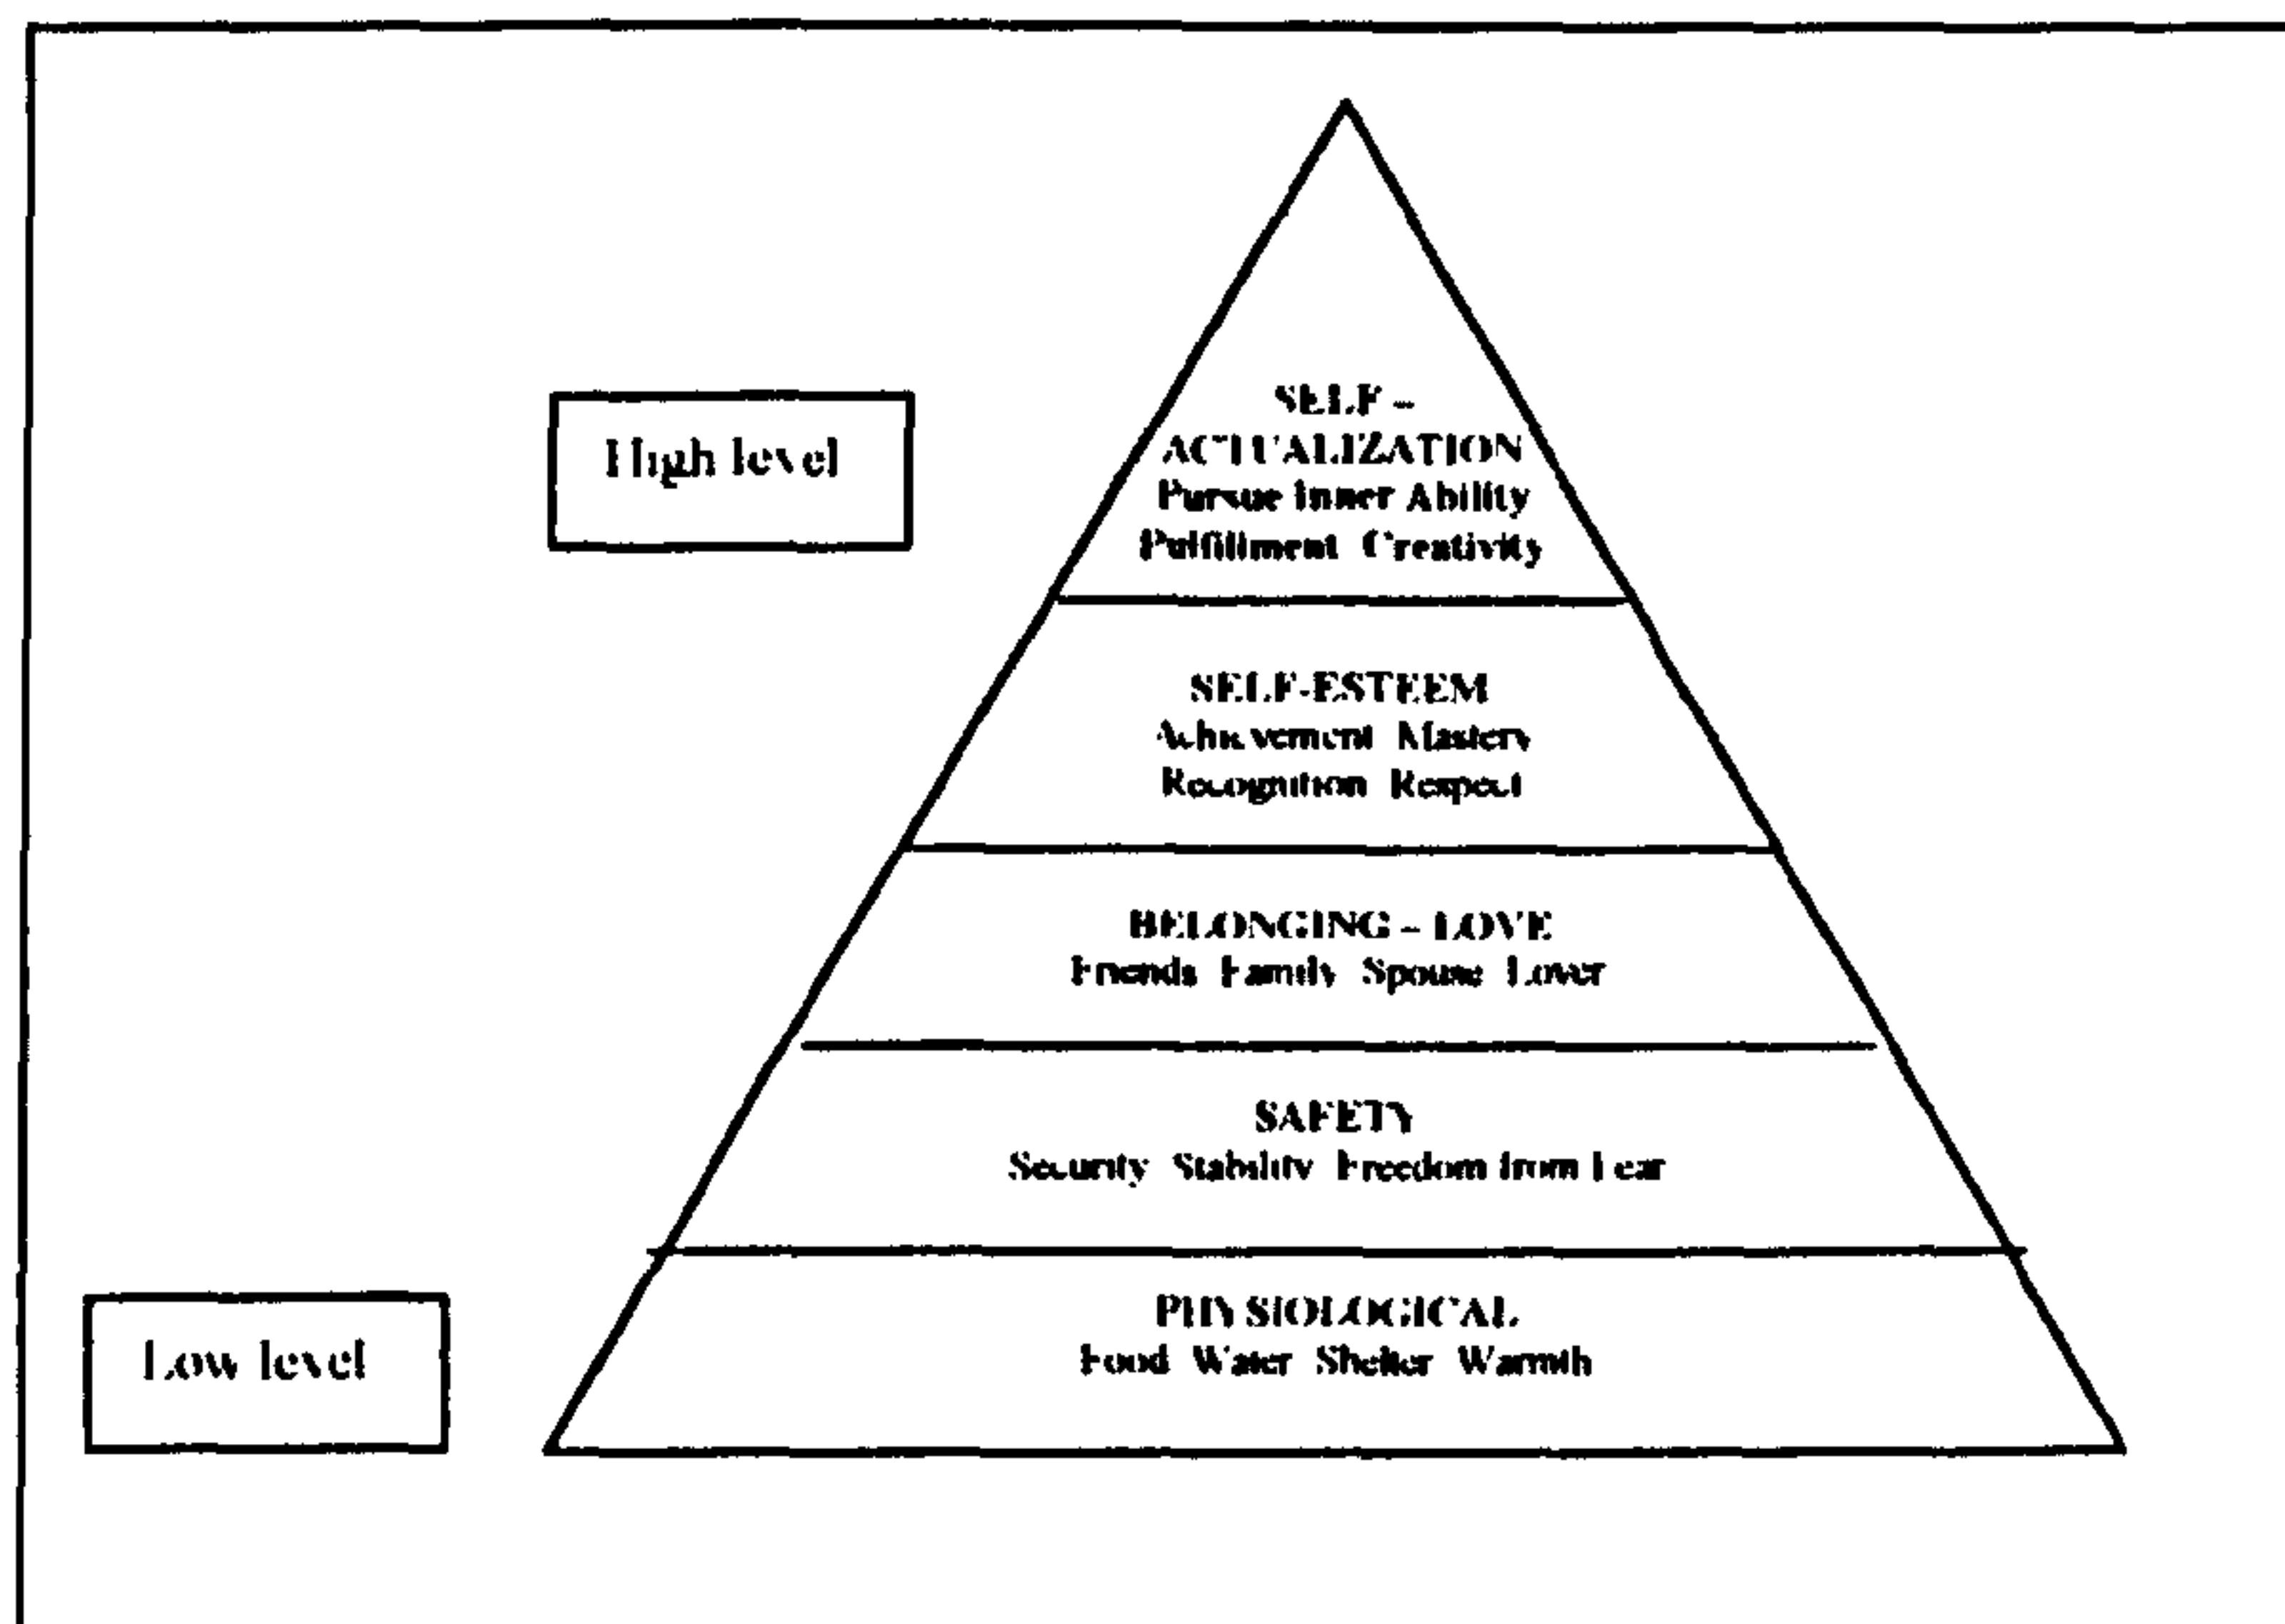 High level
SELF –
ACTUALIZATION
Pursue Inner Ability
Fulfillment Creativity
SELF-ESTEEM
Achievement Mastery
Recognition Respect
BELONGING – LOVE
Friends Family Spouse Lover
SAFETY
Security Stability Freedom from Fear
Low level
PHYSIOLOGICAL
Food Water Shelter Warmth